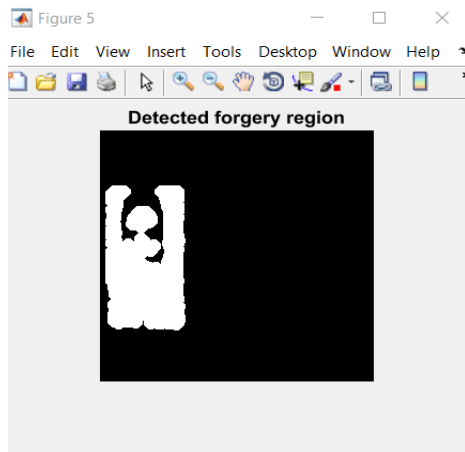 Figure 5
File Edit View Insert Tools Desktop Window Help
Detected forgery region